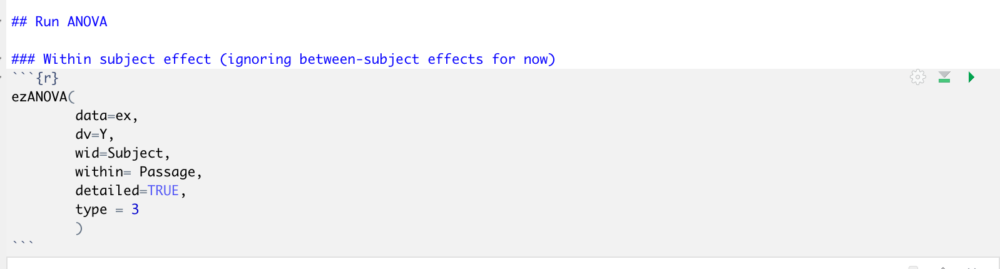 ## Run ANOVA
### Within subject effect (ignoring between-subject effects for now)
```{r}
ezANOVA(
data=ex,
dv=Y,
wid=Subject,
within= Passage,
detailed=TRUE,
type = 3
)
```